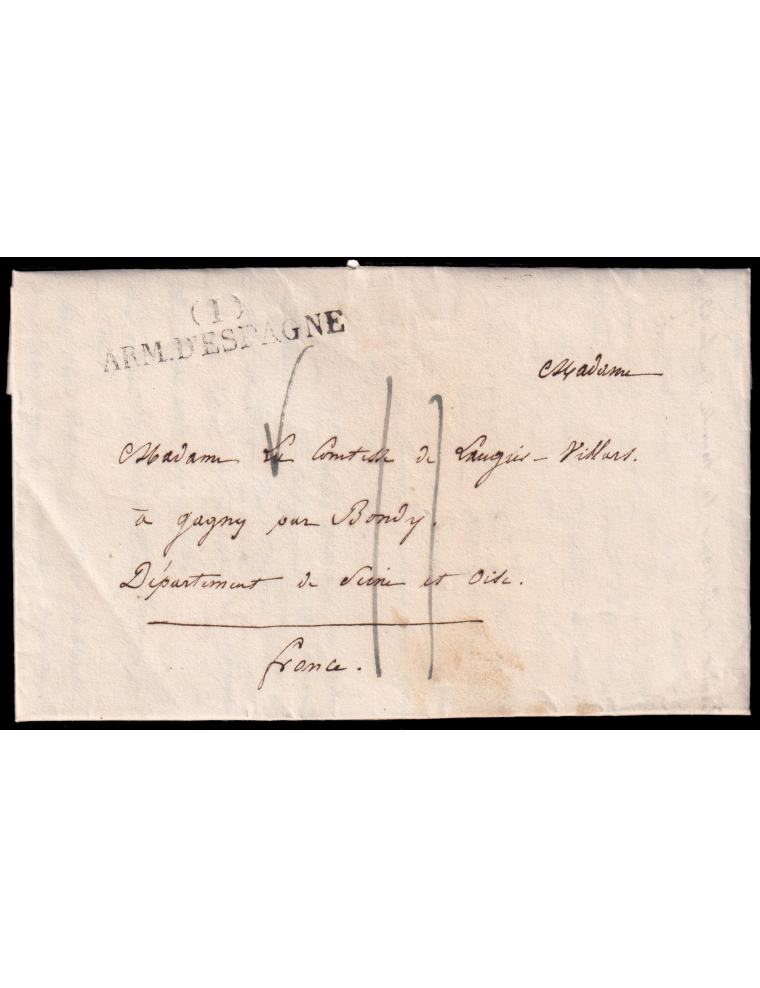 (1)
ARM. D'ESPAGNE
Madame
Madame La Comtesse de Laugier-Villars.
à gagny par Bondy.
Département de Seine et Oise.
france.
11